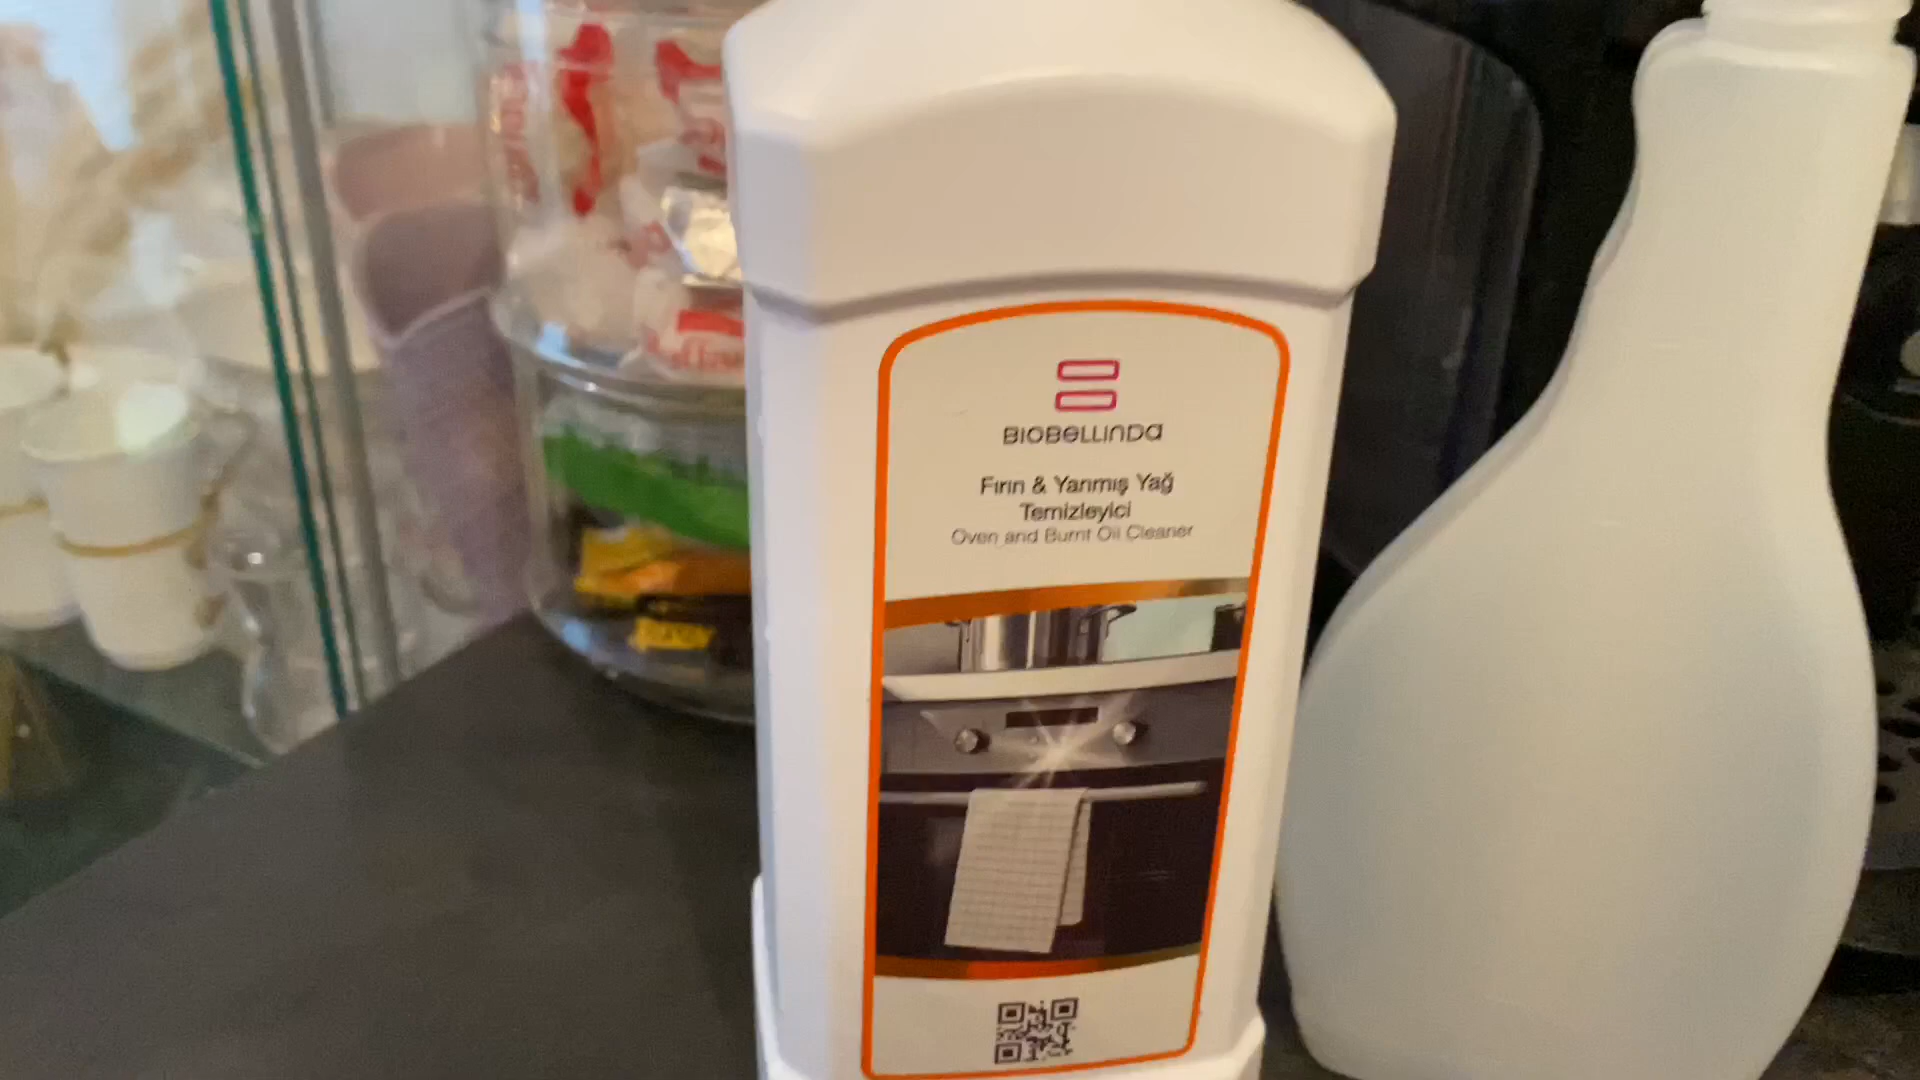 BIOBELLINDA
Fırın & Yanmış Yağ
Temizleyici
Oven and Burnt Oil Cleaner